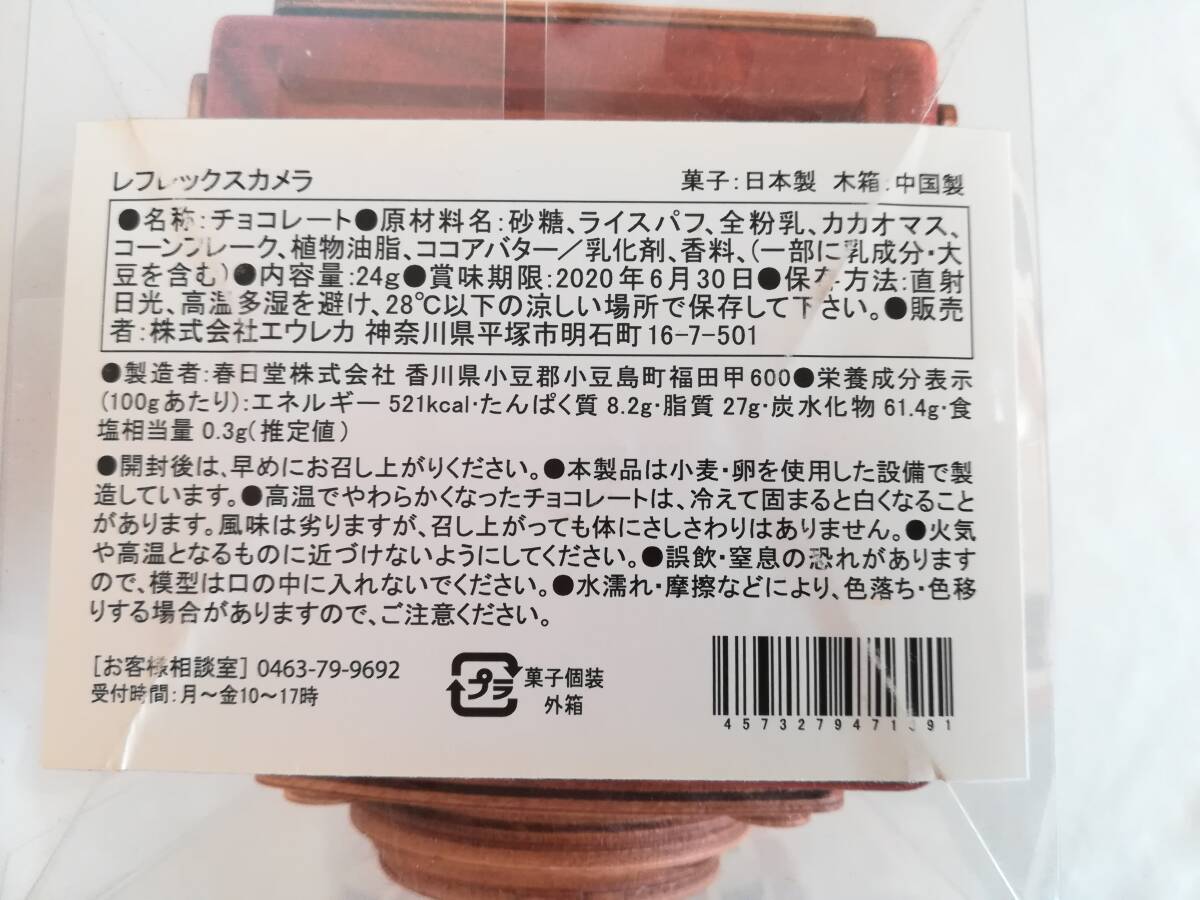 レフレックスカメラ 菓子:日本製 木箱:中国製
●名称:チョコレート●原材料名:砂糖、ライスパフ、全粉乳、カカオマス、
コーンフレーク、植物油脂、ココアバター/乳化剤、香料、(一部に乳成分・大
豆を含む)●内容量:24g●賞味期限:2020年6月30日●保存方法:直射
日光、高温多湿を避け、28℃以下の涼しい場所で保存して下さい。●販売
者:株式会社エウレカ 神奈川県平塚市明石町16-7-501
●製造者:春日堂株式会社 香川県小豆郡小豆島町福田甲600●栄養成分表示
(100gあたり):エネルギー 521kcal・たんぱく質 8.2g・脂質 27g・炭水化物 61.4g・食
塩相当量 0.3g(推定値)
●開封後は、早めにお召し上がりください。●本製品は小麦・卵を使用した設備で製
造しています。●高温でやわらかくなったチョコレートは、冷えて固まると白くなること
があります。風味は劣りますが、召し上がっても体にさしさわりはありません。●火気
や高温となるものに近づけないようにしてください。●誤飲・窒息の恐れがあります
ので、模型は口の中に入れないでください。●水濡れ・摩擦などにより、色落ち・色移
りする場合がありますので、ご注意ください。
[お客様相談室] 0463-79-9692
受付時間:月〜金10〜17時
プラ
菓子個装
外箱